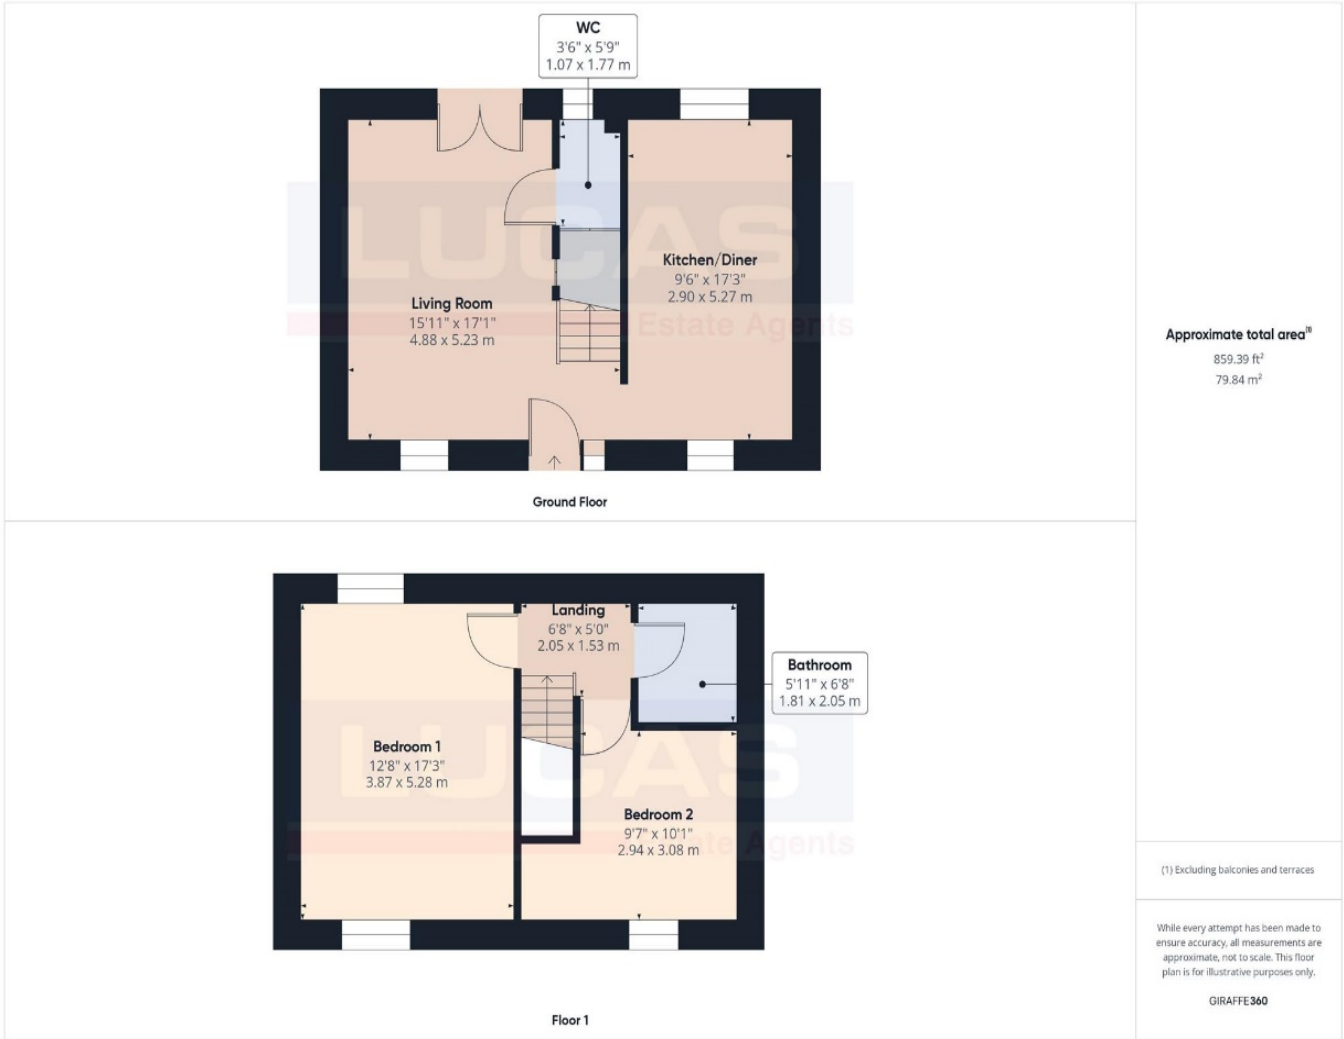 WC
3'6" x 5'9"
1.07 x 1.77 m
LUCAS
Estate Agents
Kitchen/Diner
9'6" x 17'3"
2.90 x 5.27 m
Living Room
15'11" x 17'1"
4.88 x 5.23 m
Ground Floor
Approximate total area(1)
859.39 ft²
79.84 m²
Landing
6'8" x 5'0"
2.05 x 1.53 m
Bathroom
5'11" x 6'8"
1.81 x 2.05 m
LUCAS
Estate Agents
Bedroom 1
12'8" x 17'3"
3.87 x 5.28 m
Bedroom 2
9'7" x 10'1"
2.94 x 3.08 m
Floor 1
(1) Excluding balconies and terraces
While every attempt has been made to
ensure accuracy, all measurements are
approximate, not to scale. This floor
plan is for illustrative purposes only.
GIRAFFE360